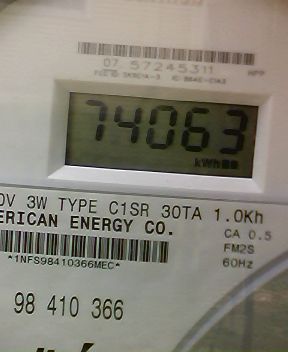 07 57245311
HPP
74063
kWh
0V 3W TYPE C1SR 30TA 1.0Kh
ERICAN ENERGY CO.
CA 0.5
FM2S
60Hz
*1NFS98410366MEC*
98 410 366